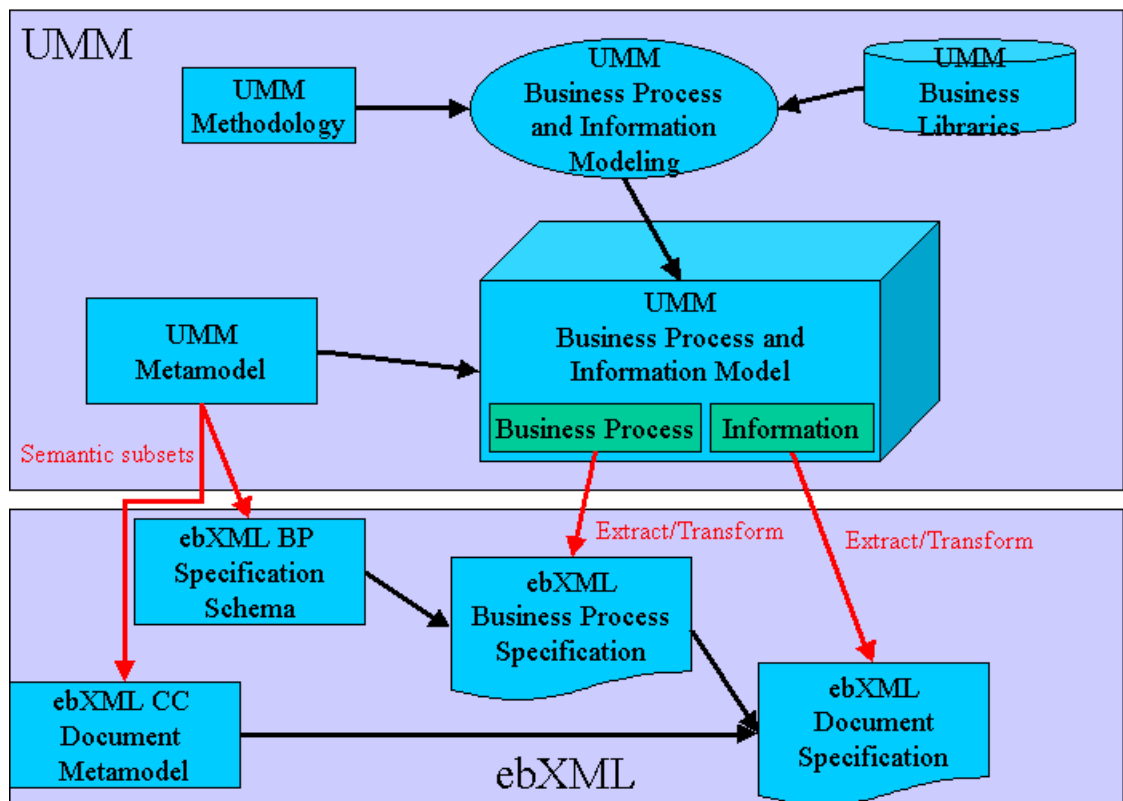 UMM
UMM
Methodology
UMM
Business Process
and Information
Modeling
UMM
Business
Libraries
UMM
Metamodel
UMM
Business Process and
Information Model
Business Process
Information
Semantic subsets
Extract/Transform
Extract/Transform
ebXML BP
Specification
Schema
ebXML
Business Process
Specification
ebXML CC
Document
Metamodel
ebXML
Document
Specification
ebXML